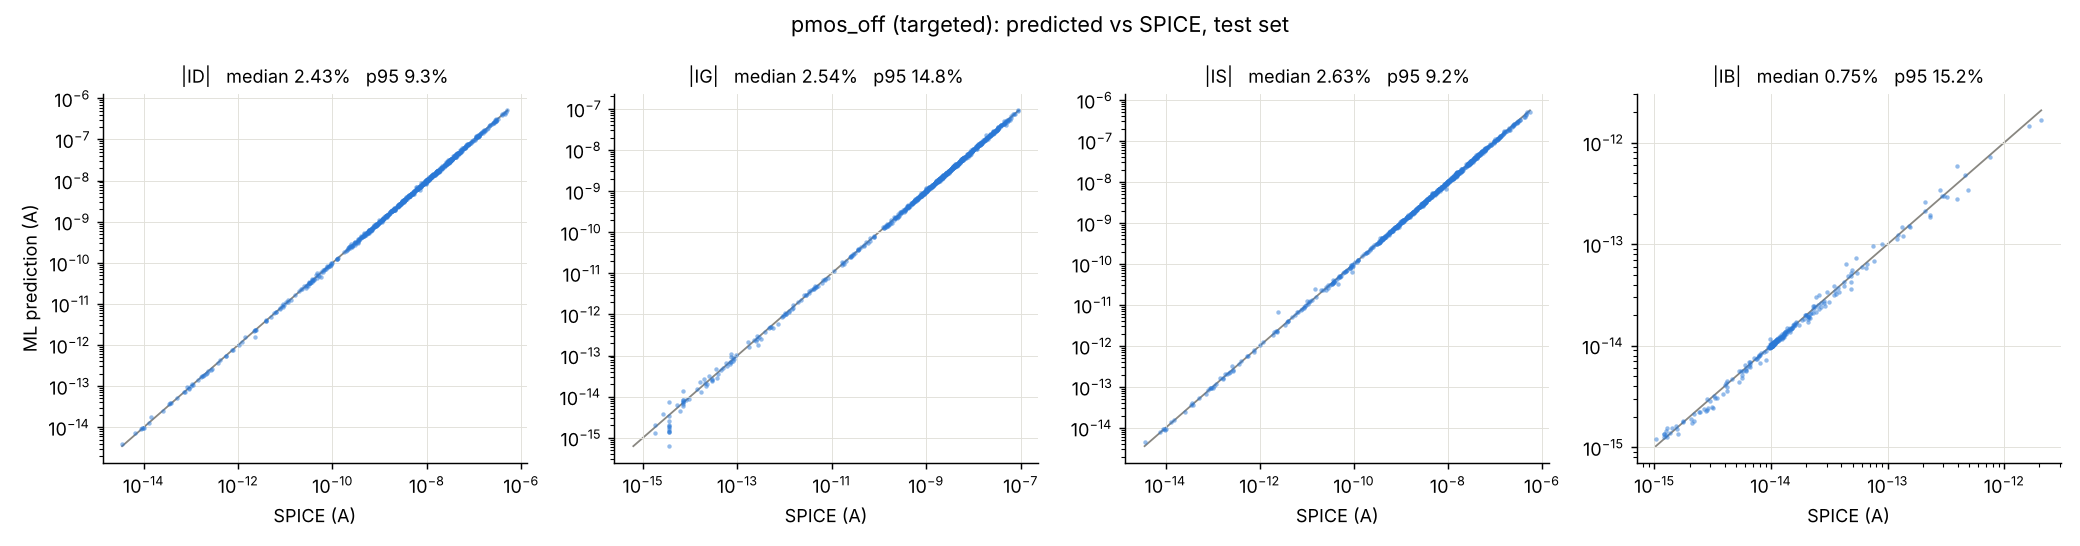 pmos_off (targeted): predicted vs SPICE, test set
|ID|   median 2.43%   p95 9.3%
|IG|   median 2.54%   p95 14.8%
|IS|   median 2.63%   p95 9.2%
|IB|   median 0.75%   p95 15.2%
ML prediction (A)
10⁻⁶
10⁻⁷
10⁻⁸
10⁻⁹
10⁻¹⁰
10⁻¹¹
10⁻¹²
10⁻¹³
10⁻¹⁴
10⁻¹⁴ 10⁻¹² 10⁻¹⁰ 10⁻⁸ 10⁻⁶
SPICE (A)
10⁻⁷
10⁻⁸
10⁻⁹
10⁻¹⁰
10⁻¹¹
10⁻¹²
10⁻¹³
10⁻¹⁴
10⁻¹⁵
10⁻¹⁵ 10⁻¹³ 10⁻¹¹ 10⁻⁹ 10⁻⁷
SPICE (A)
10⁻⁶
10⁻⁷
10⁻⁸
10⁻⁹
10⁻¹⁰
10⁻¹¹
10⁻¹²
10⁻¹³
10⁻¹⁴
10⁻¹⁴ 10⁻¹² 10⁻¹⁰ 10⁻⁸ 10⁻⁶
SPICE (A)
10⁻¹²
10⁻¹³
10⁻¹⁴
10⁻¹⁵
10⁻¹⁵ 10⁻¹⁴ 10⁻¹³ 10⁻¹²
SPICE (A)